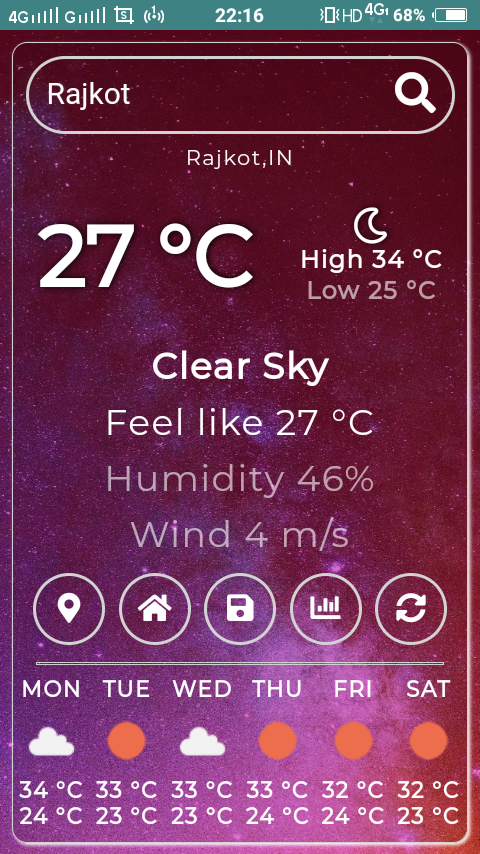 4G G 22:16 HD 4G 68%
Rajkot
Rajkot,IN
27 °C
High 34 °C
Low 25 °C
Clear Sky
Feel like 27 °C
Humidity 46%
Wind 4 m/s
MON TUE WED THU FRI SAT
34 °C 33 °C 33 °C 33 °C 32 °C 32 °C
24 °C 23 °C 23 °C 24 °C 24 °C 23 °C